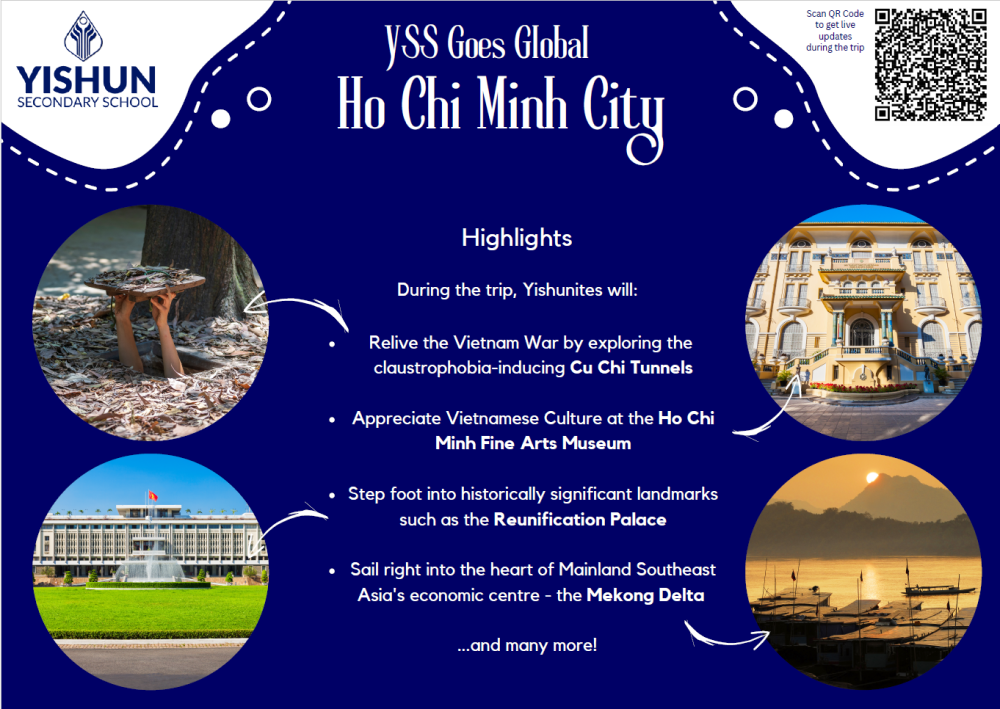 YISHUN
SECONDARY SCHOOL
YSS Goes Global
Ho Chi Minh City
Scan QR Code
to get live
updates
during the trip
Highlights
During the trip, Yishunites will:
• Relive the Vietnam War by exploring the
claustrophobia-inducing Cu Chi Tunnels
• Appreciate Vietnamese Culture at the Ho Chi
Minh Fine Arts Museum
• Step foot into historically significant landmarks
such as the Reunification Palace
• Sail right into the heart of Mainland Southeast
Asia's economic centre - the Mekong Delta
...and many more!